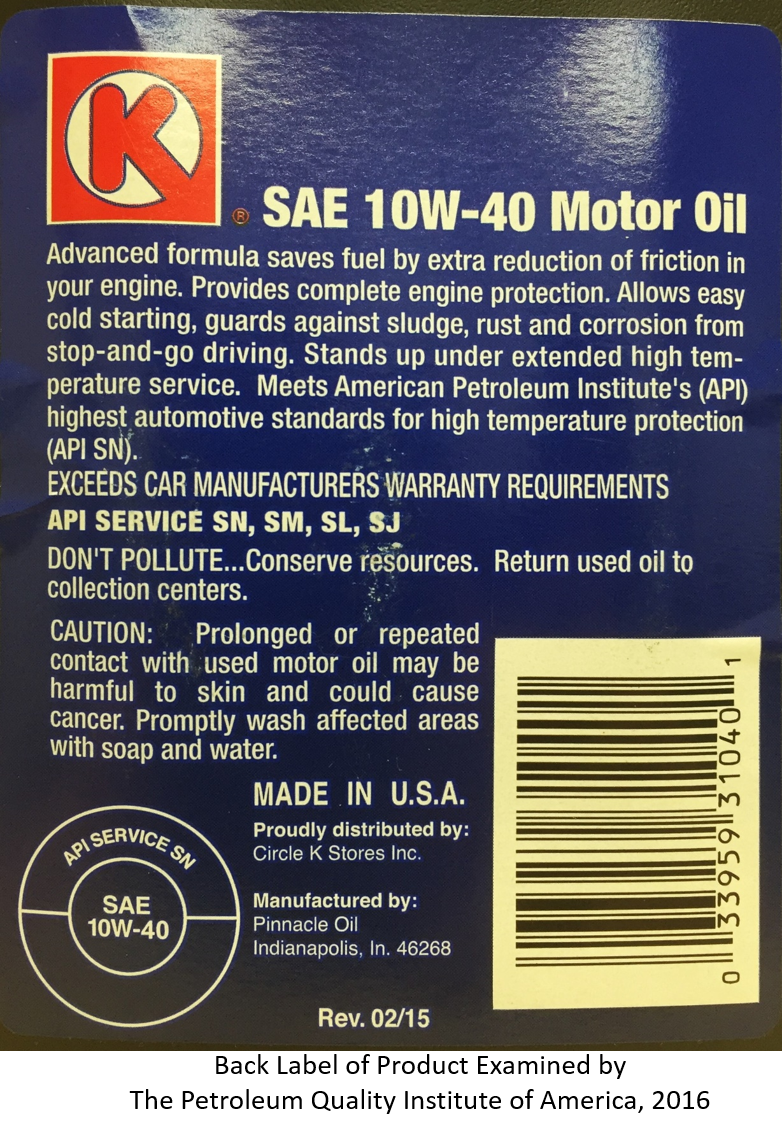 K
® SAE 10W-40 Motor Oil
Advanced formula saves fuel by extra reduction of friction in
your engine. Provides complete engine protection. Allows easy
cold starting, guards against sludge, rust and corrosion from
stop-and-go driving. Stands up under extended high tem-
perature service. Meets American Petroleum Institute's (API)
highest automotive standards for high temperature protection
(API SN).
EXCEEDS CAR MANUFACTURERS WARRANTY REQUIREMENTS
API SERVICE SN, SM, SL, SJ
DON'T POLLUTE...Conserve resources. Return used oil to
collection centers.
CAUTION: Prolonged or repeated
contact with used motor oil may be
harmful to skin and could cause
cancer. Promptly wash affected areas
with soap and water.
MADE IN U.S.A.
Proudly distributed by:
Circle K Stores Inc.
Manufactured by:
Pinnacle Oil
Indianapolis, In. 46268
API SERVICE SN
SAE
10W-40
0 33959 31040 1
Rev. 02/15
Back Label of Product Examined by
The Petroleum Quality Institute of America, 2016